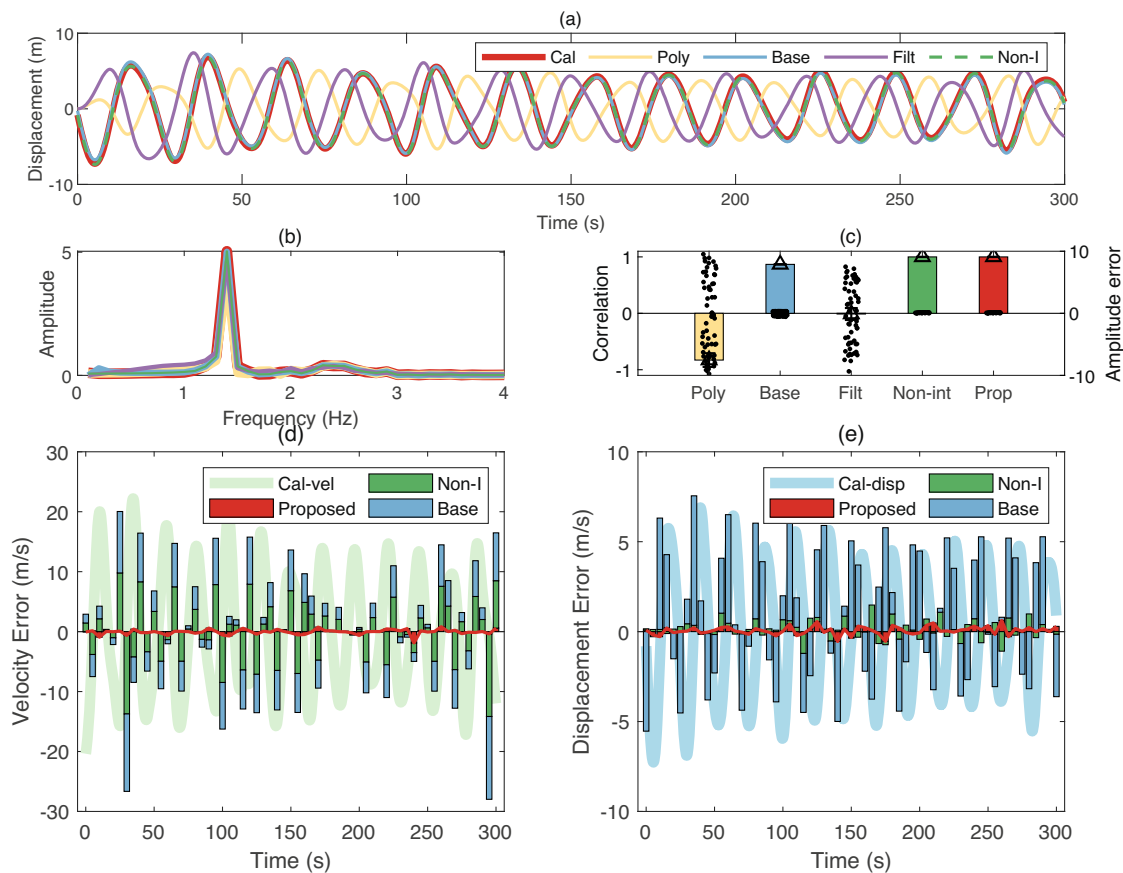 (a)
Displacement (m)
10
0
-10
Cal Poly Base Filt Non-I
0 50 100 150 200 250 300
Time (s)
(b)
Amplitude
5
0
0 1 2 3 4
Frequency (Hz)
(c)
Correlation
1
0
-1
10
0
-10
Amplitude error
Poly Base Filt Non-int Prop
(d)
Velocity Error (m/s)
30
20
10
0
-10
-20
-30
Cal-vel Non-I
Proposed Base
0 50 100 150 200 250 300
Time (s)
(e)
Displacement Error (m/s)
10
5
0
-5
-10
Cal-disp Non-I
Proposed Base
0 50 100 150 200 250 300
Time (s)